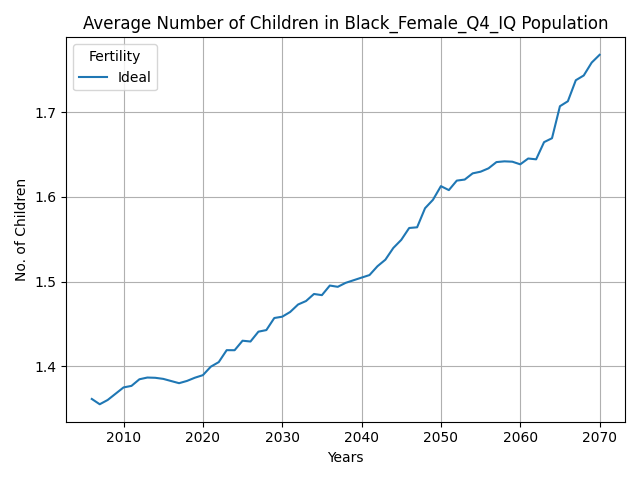 Average Number of Children in Black_Female_Q4_IQ Population
Fertility
Ideal
No. of Children
1.7
1.6
1.5
1.4
2010 2020 2030 2040 2050 2060 2070
Years